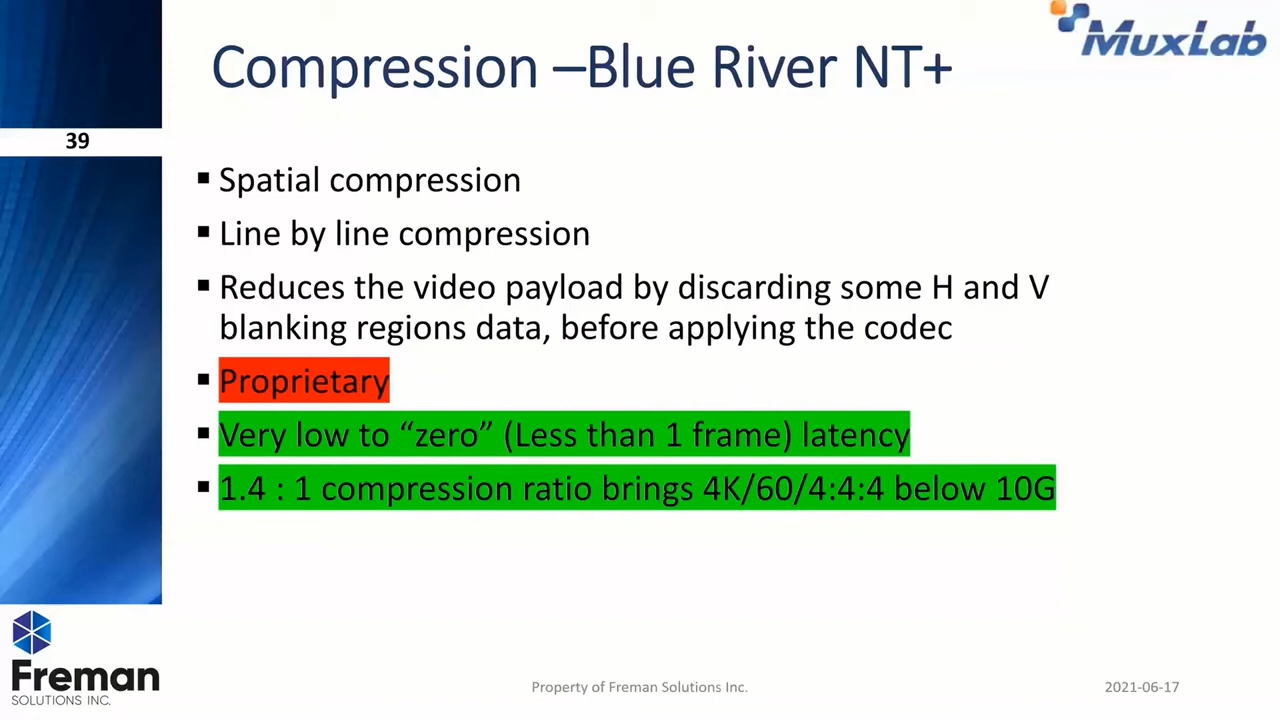 MuxLab
Compression –Blue River NT+
39
▪ Spatial compression
▪ Line by line compression
▪ Reduces the video payload by discarding some H and V
blanking regions data, before applying the codec
▪ Proprietary
▪ Very low to “zero” (Less than 1 frame) latency
▪ 1.4 : 1 compression ratio brings 4K/60/4:4:4 below 10G
Freman
SOLUTIONS INC.
Property of Freman Solutions Inc.
2021-06-17